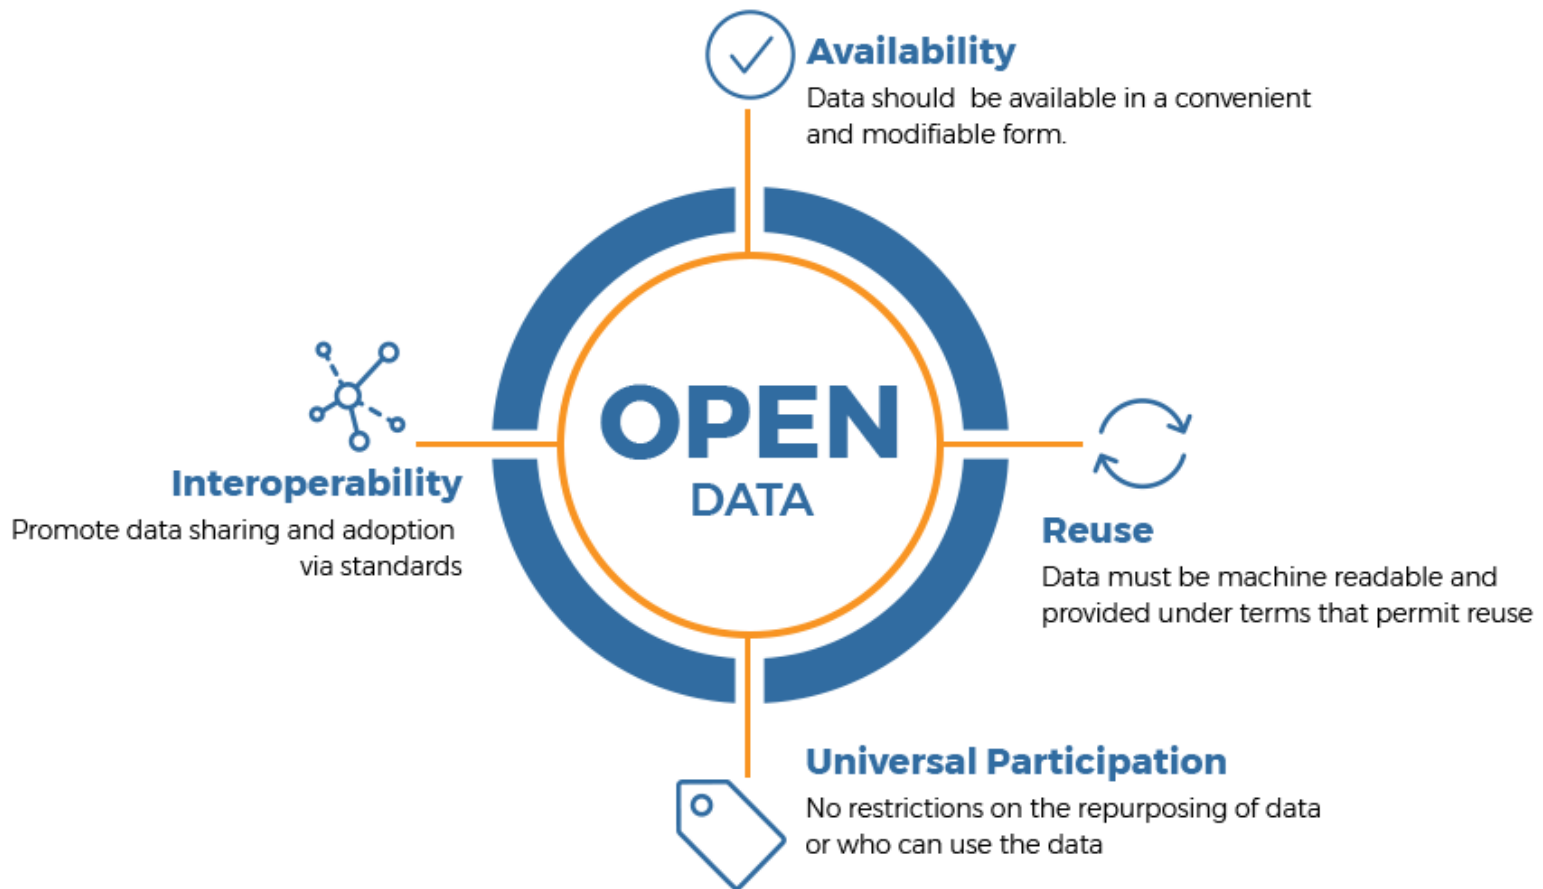 Availability
Data should  be available in a convenient
and modifiable form.
OPEN
DATA
Interoperability
Promote data sharing and adoption
via standards
Reuse
Data must be machine readable and
provided under terms that permit reuse
Universal Participation
No restrictions on the repurposing of data
or who can use the data